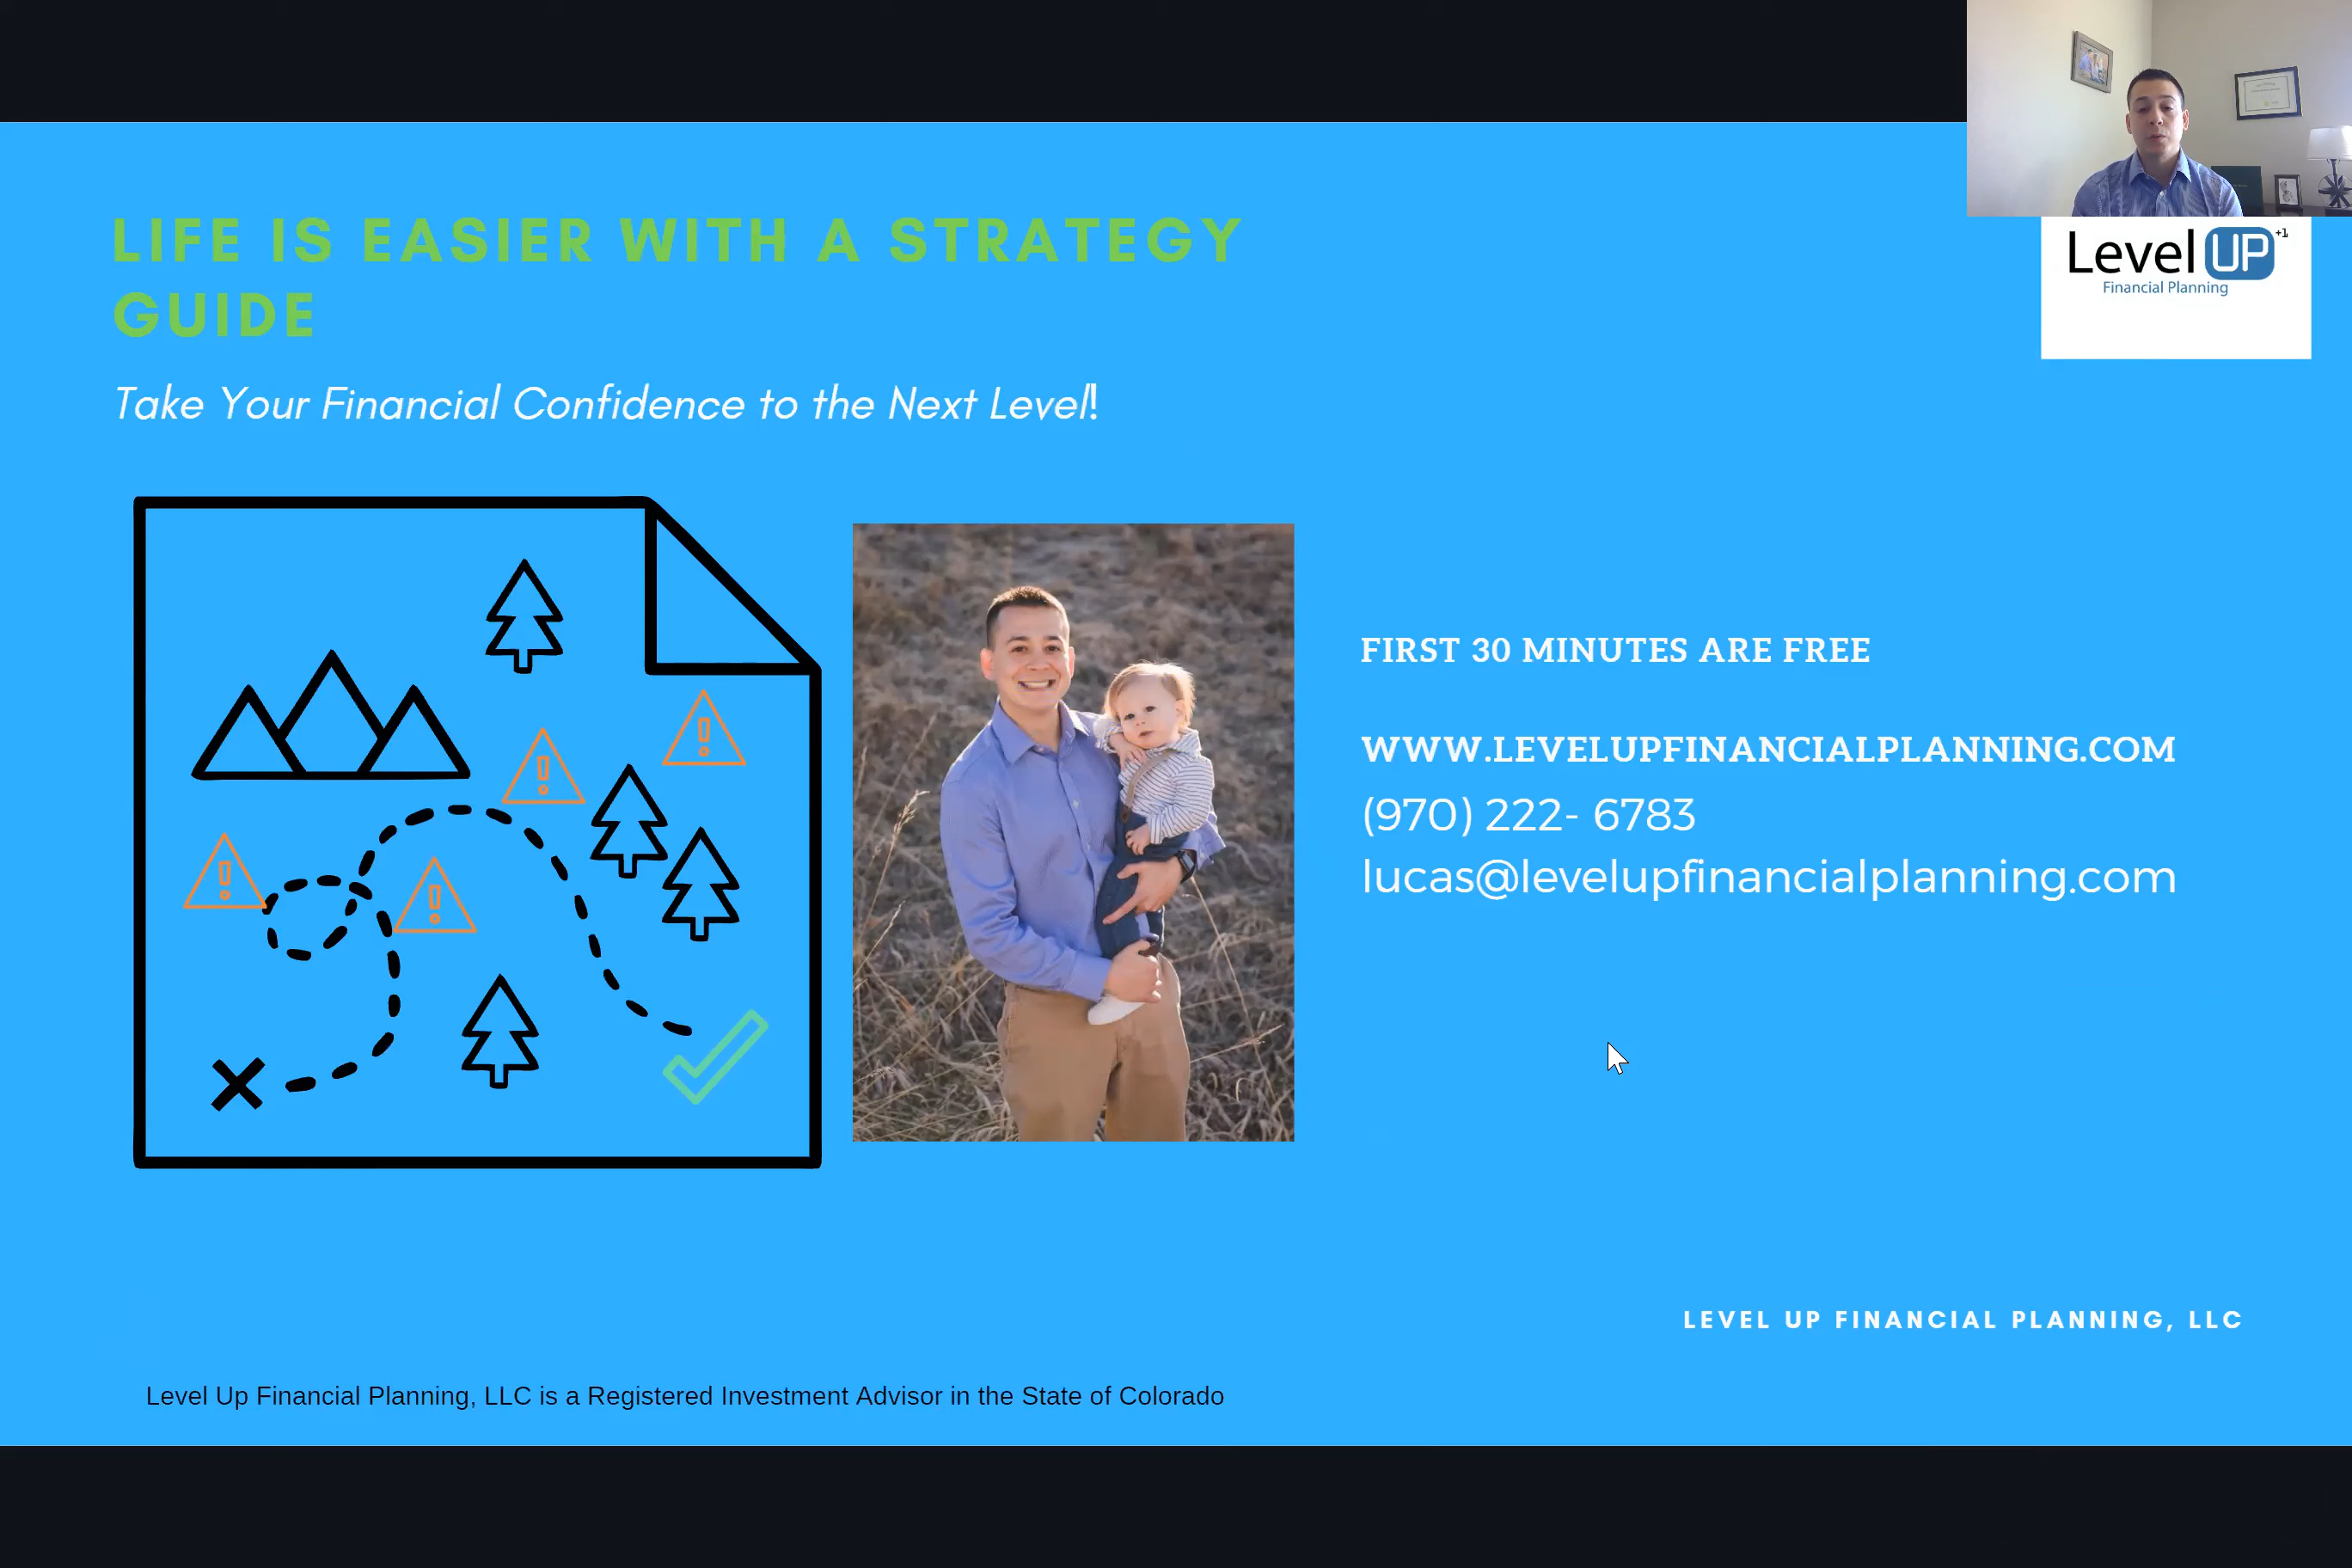 LIFE IS EASIER WITH A STRATEGY
GUIDE
Take Your Financial Confidence to the Next Level!
Level UP +1
Financial Planning
FIRST 30 MINUTES ARE FREE
WWW.LEVELUPFINANCIALPLANNING.COM
(970) 222- 6783
lucas@levelupfinancialplanning.com
LEVEL UP FINANCIAL PLANNING, LLC
Level Up Financial Planning, LLC is a Registered Investment Advisor in the State of Colorado